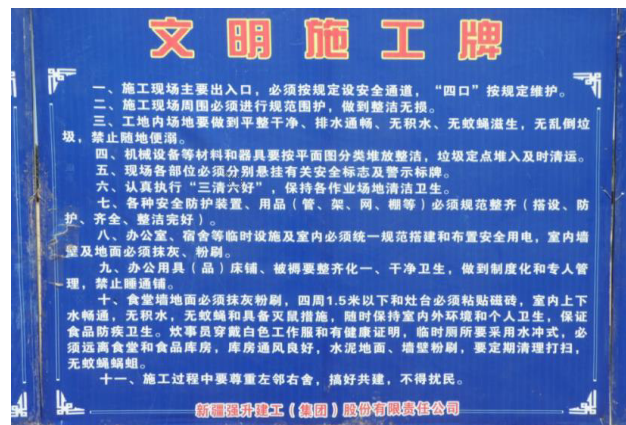 文明施工牌
一、施工现场主要出入口，必须按规定设安全通道，“四口”按规定维护。
二、施工现场周围必须进行规范围护，做到整洁无损。
三、工地内场地要做到平整干净、排水通畅、无积水、无蚊蝇滋生，无乱倒垃
圾，禁止随地便溺。
四、机械设备等材料和器具要按平面图分类堆放整洁，垃圾定点堆入及时清运。
五、现场各部位必须分别悬挂有关安全标志及警示标牌。
六、认真执行“三清六好”，保持各作业场地清洁卫生。
七、各种安全防护装置、用品（管、架、网、棚等）必须规范整齐（搭设、防
护、齐全、整洁完好）。
八、办公室、宿舍等临时设施及室内必须统一规范搭建和布置安全用电，室内墙
壁及地面必须抹灰、粉刷。
九、办公用具（品）床铺、被褥要整齐化一、干净卫生，做到制度化和专人管
理，禁止睡通铺。
十、食堂墙地面必须抹灰粉刷，四周1.5米以下和灶台必须粘贴磁砖，室内上下
水畅通，无积水，无蚊蝇和具备灭鼠措施，随时保持室内外环境和个人卫生，保证
食品防疾卫生。炊事员穿戴白色工作服和有健康证明，临时厕所要采用水冲式，必
须远离食堂和食品库房，库房通风良好，水泥地面、墙壁粉刷，要定期清理打扫，
无蚊蝇蜗蛆。
十一、施工过程中要尊重左邻右舍，搞好共建，不得扰民。
新疆强升建工（集团）股份有限责任公司